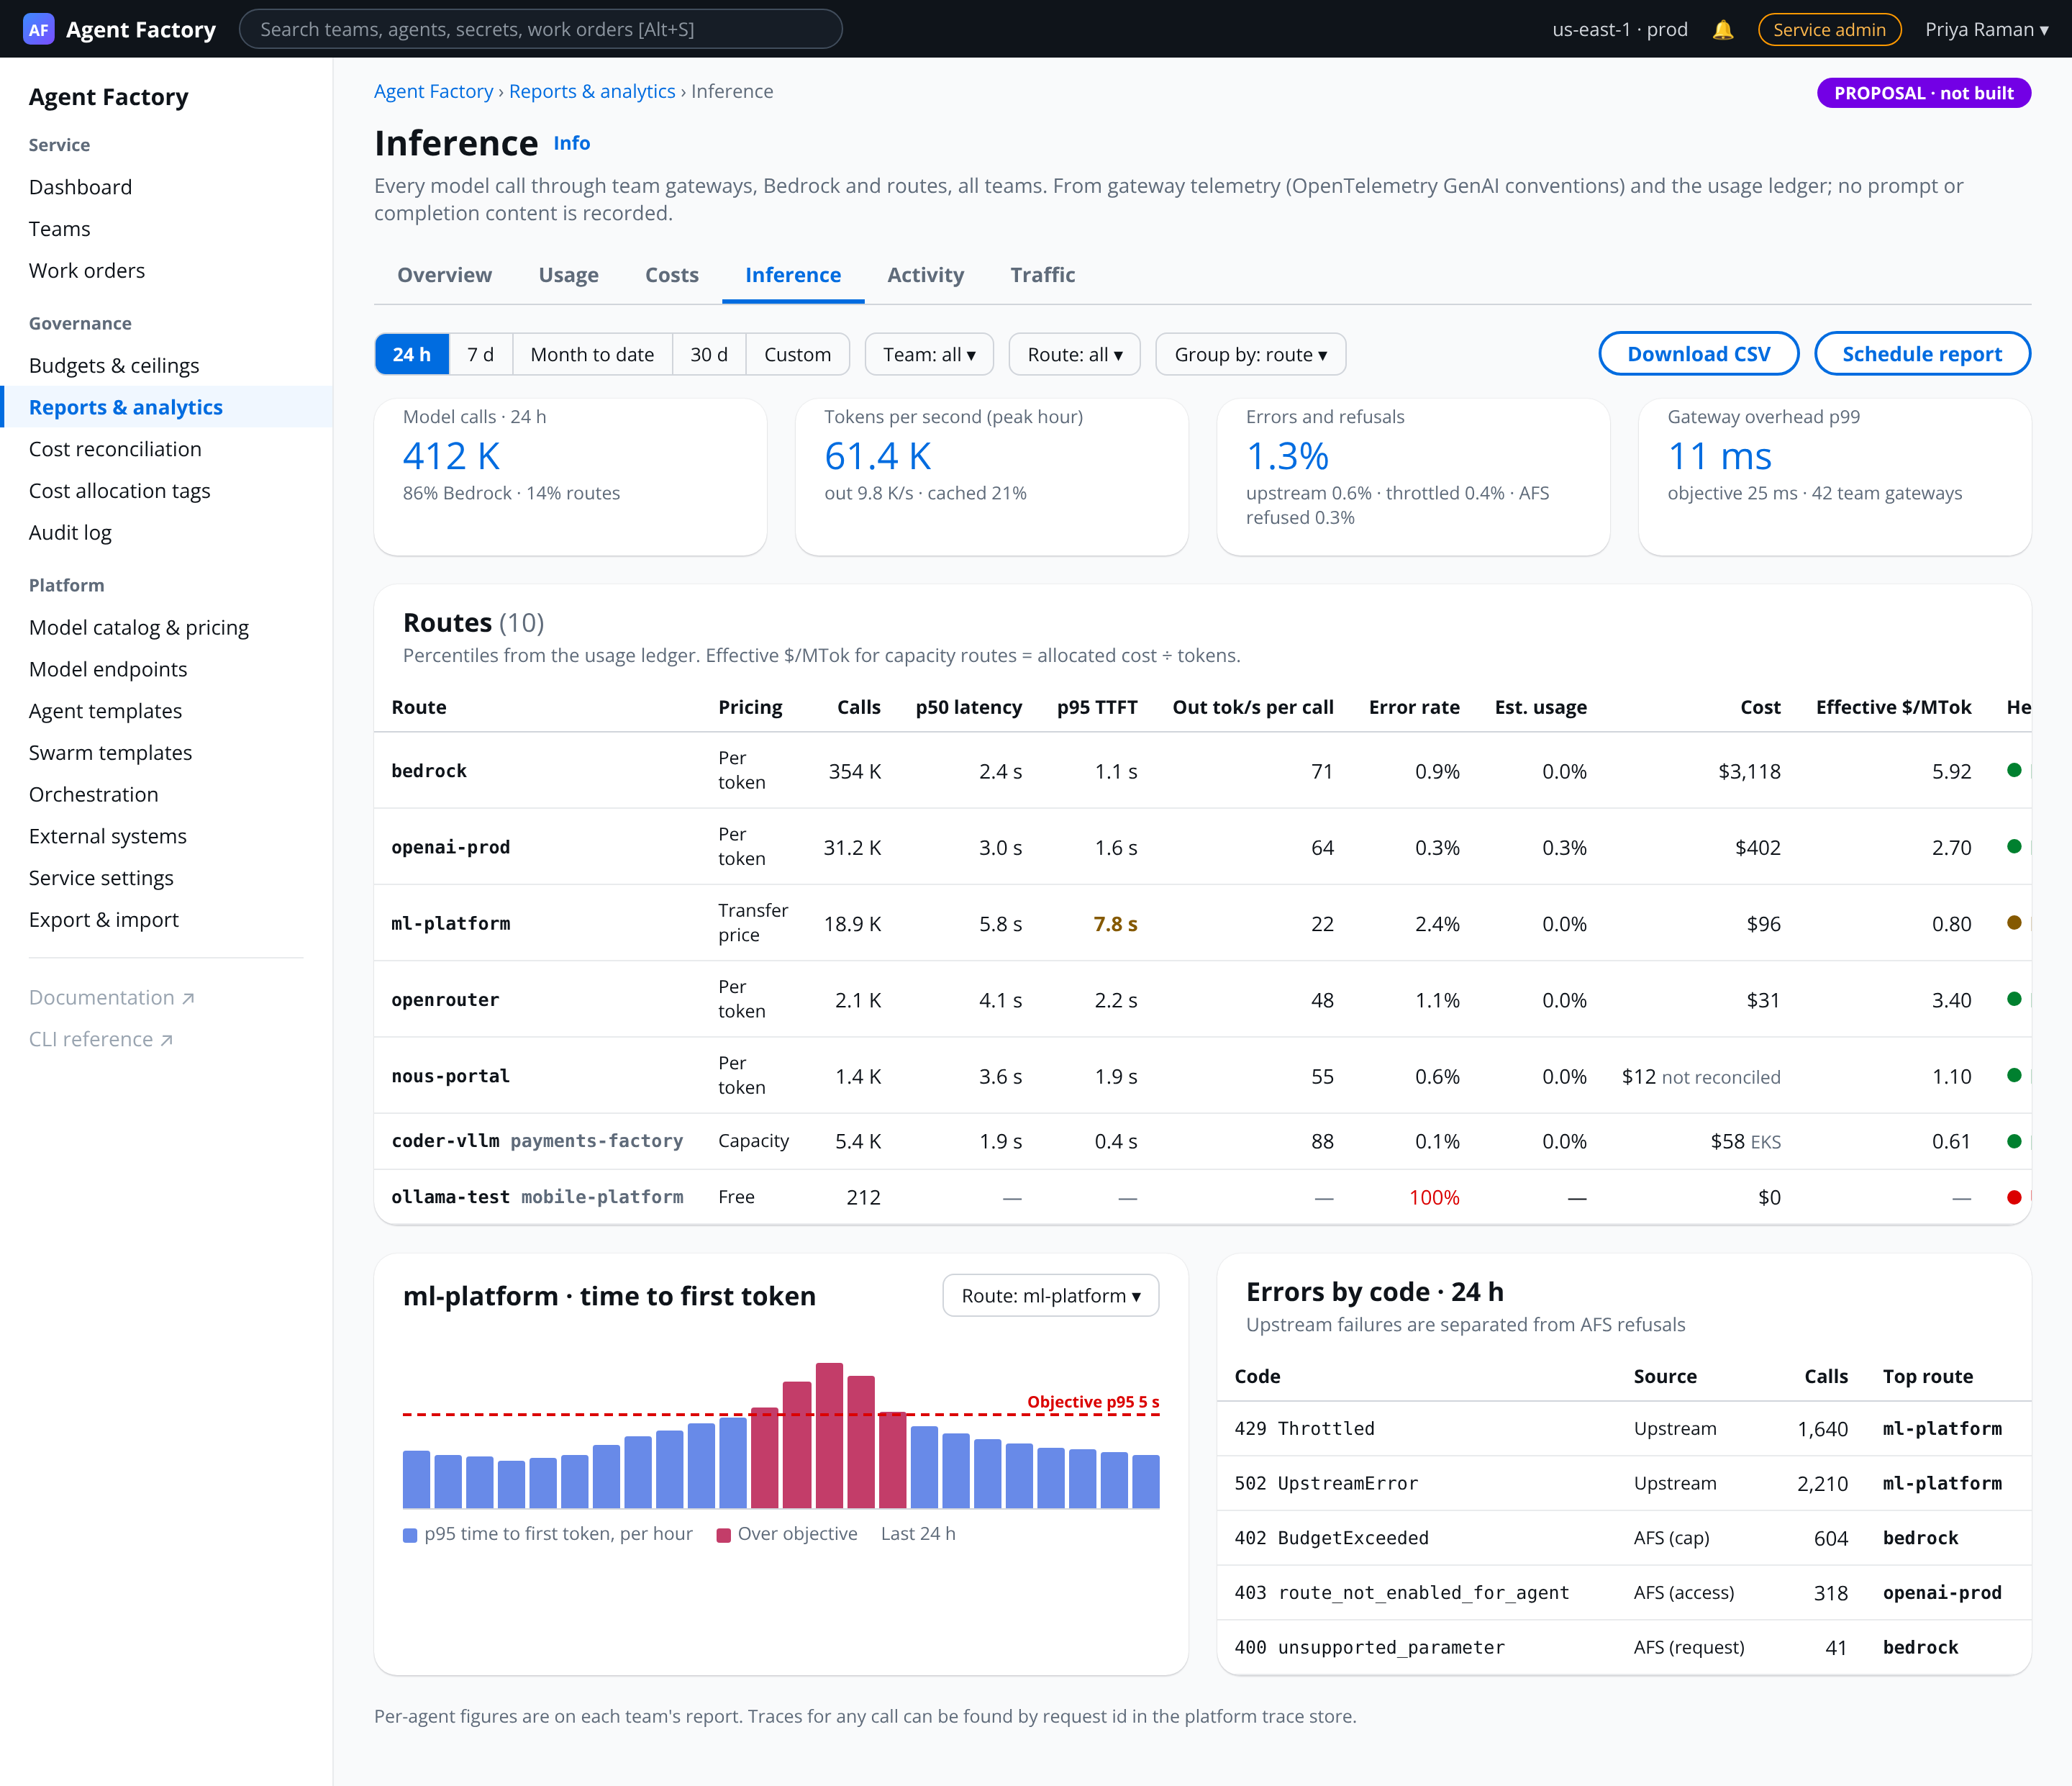 AF Agent Factory Search teams, agents, secrets, work orders [Alt+S] us-east-1 · prod 🔔 Service admin Priya Raman ▾
Agent Factory
Service
Dashboard
Teams
Work orders
Governance
Budgets & ceilings
Reports & analytics
Cost reconciliation
Cost allocation tags
Audit log
Platform
Model catalog & pricing
Model endpoints
Agent templates
Swarm templates
Orchestration
External systems
Service settings
Export & import
Documentation ↗
CLI reference ↗
Agent Factory › Reports & analytics › Inference PROPOSAL · not built
Inference Info
Every model call through team gateways, Bedrock and routes, all teams. From gateway telemetry (OpenTelemetry GenAI conventions) and the usage ledger; no prompt or
completion content is recorded.
Overview Usage Costs Inference Activity Traffic
24 h 7 d Month to date 30 d Custom Team: all ▾ Route: all ▾ Group by: route ▾ Download CSV Schedule report
Model calls · 24 h
412 K
86% Bedrock · 14% routes
Tokens per second (peak hour)
61.4 K
out 9.8 K/s · cached 21%
Errors and refusals
1.3%
upstream 0.6% · throttled 0.4% · AFS
refused 0.3%
Gateway overhead p99
11 ms
objective 25 ms · 42 team gateways
Routes (10)
Percentiles from the usage ledger. Effective $/MTok for capacity routes = allocated cost ÷ tokens.
Route Pricing Calls p50 latency p95 TTFT Out tok/s per call Error rate Est. usage Cost Effective $/MTok He
bedrock Per token 354 K 2.4 s 1.1 s 71 0.9% 0.0% $3,118 5.92
openai-prod Per token 31.2 K 3.0 s 1.6 s 64 0.3% 0.3% $402 2.70
ml-platform Transfer price 18.9 K 5.8 s 7.8 s 22 2.4% 0.0% $96 0.80
openrouter Per token 2.1 K 4.1 s 2.2 s 48 1.1% 0.0% $31 3.40
nous-portal Per token 1.4 K 3.6 s 1.9 s 55 0.6% 0.0% $12 not reconciled 1.10
coder-vllm payments-factory Capacity 5.4 K 1.9 s 0.4 s 88 0.1% 0.0% $58 EKS 0.61
ollama-test mobile-platform Free 212 — — — 100% — $0 —
ml-platform · time to first token Route: ml-platform ▾
Objective p95 5 s
p95 time to first token, per hour Over objective Last 24 h
Errors by code · 24 h
Upstream failures are separated from AFS refusals
Code Source Calls Top route
429 Throttled Upstream 1,640 ml-platform
502 UpstreamError Upstream 2,210 ml-platform
402 BudgetExceeded AFS (cap) 604 bedrock
403 route_not_enabled_for_agent AFS (access) 318 openai-prod
400 unsupported_parameter AFS (request) 41 bedrock
Per-agent figures are on each team's report. Traces for any call can be found by request id in the platform trace store.